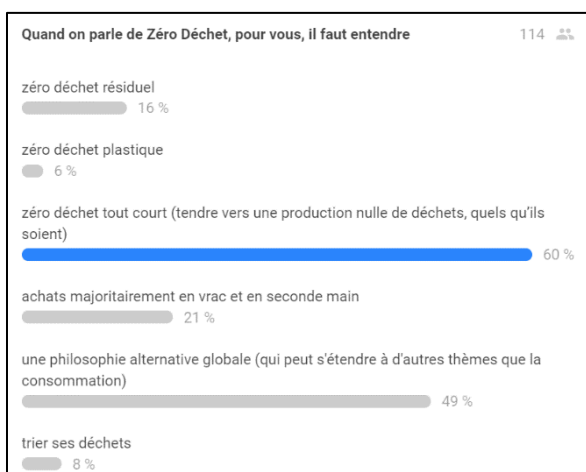 Quand on parle de Zéro Déchet, pour vous, il faut entendre 114
zéro déchet résiduel
16 %
zéro déchet plastique
6 %
zéro déchet tout court (tendre vers une production nulle de déchets, quels qu'ils
soient)
60 %
achats majoritairement en vrac et en seconde main
21 %
une philosophie alternative globale (qui peut s'étendre à d'autres thèmes que la
consommation)
49 %
trier ses déchets
8 %